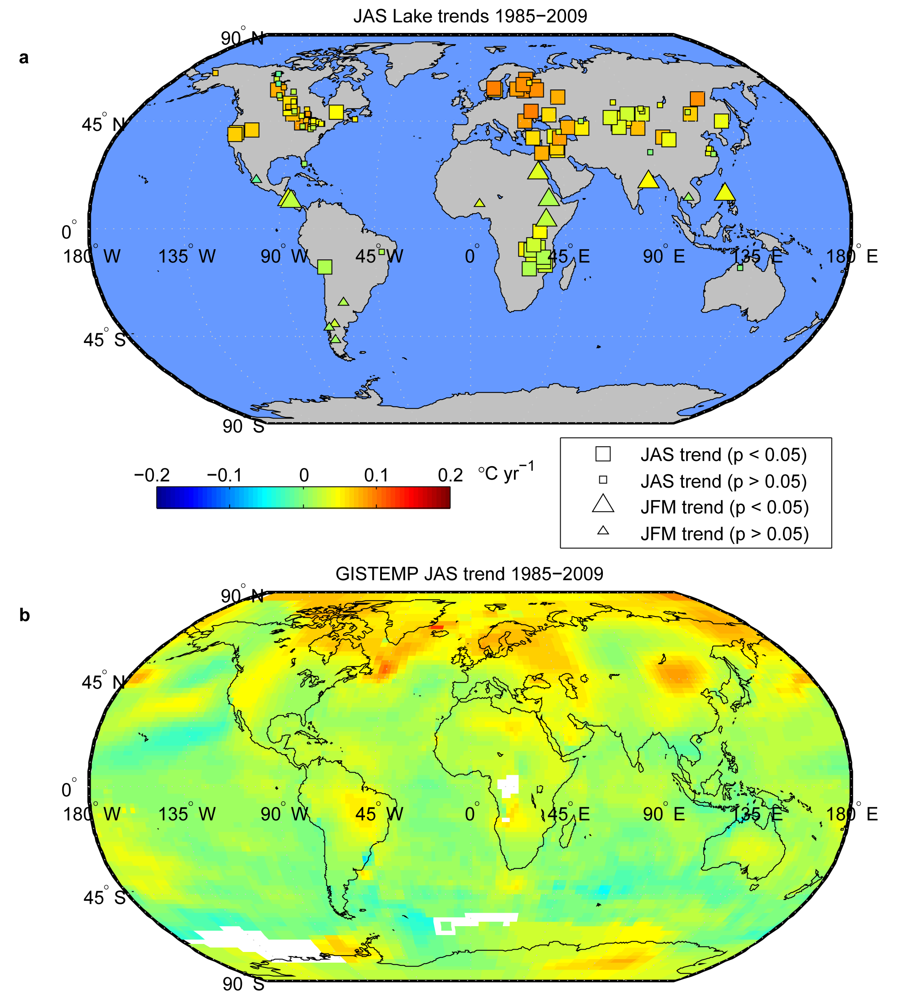 JAS Lake trends 1985−2009
a
90° N
45° N
0°
180° W 135° W 90° W 45° W 0° 45° E 90° E 135° E 180° E
45° S
90 S
−0.2 −0.1 0 0.1 0.2 °C yr−1
JAS trend (p < 0.05)
JAS trend (p > 0.05)
JFM trend (p < 0.05)
JFM trend (p > 0.05)
GISTEMP JAS trend 1985−2009
b
90° N
45° N
0°
180° W 135° W 90° W 45° W 0° 45° E 90° E 135° E 180° E
45° S
90° S